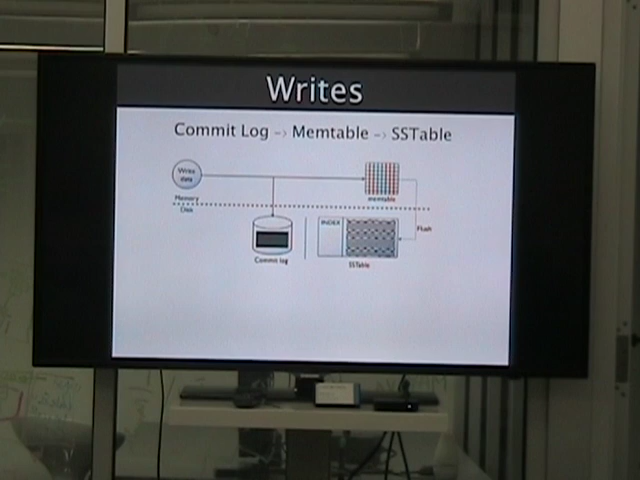 Writes
Commit Log -> Memtable -> SSTable
Write
data
memtable
Memory
Disk
INDEX
Flush
Commit log
SSTable